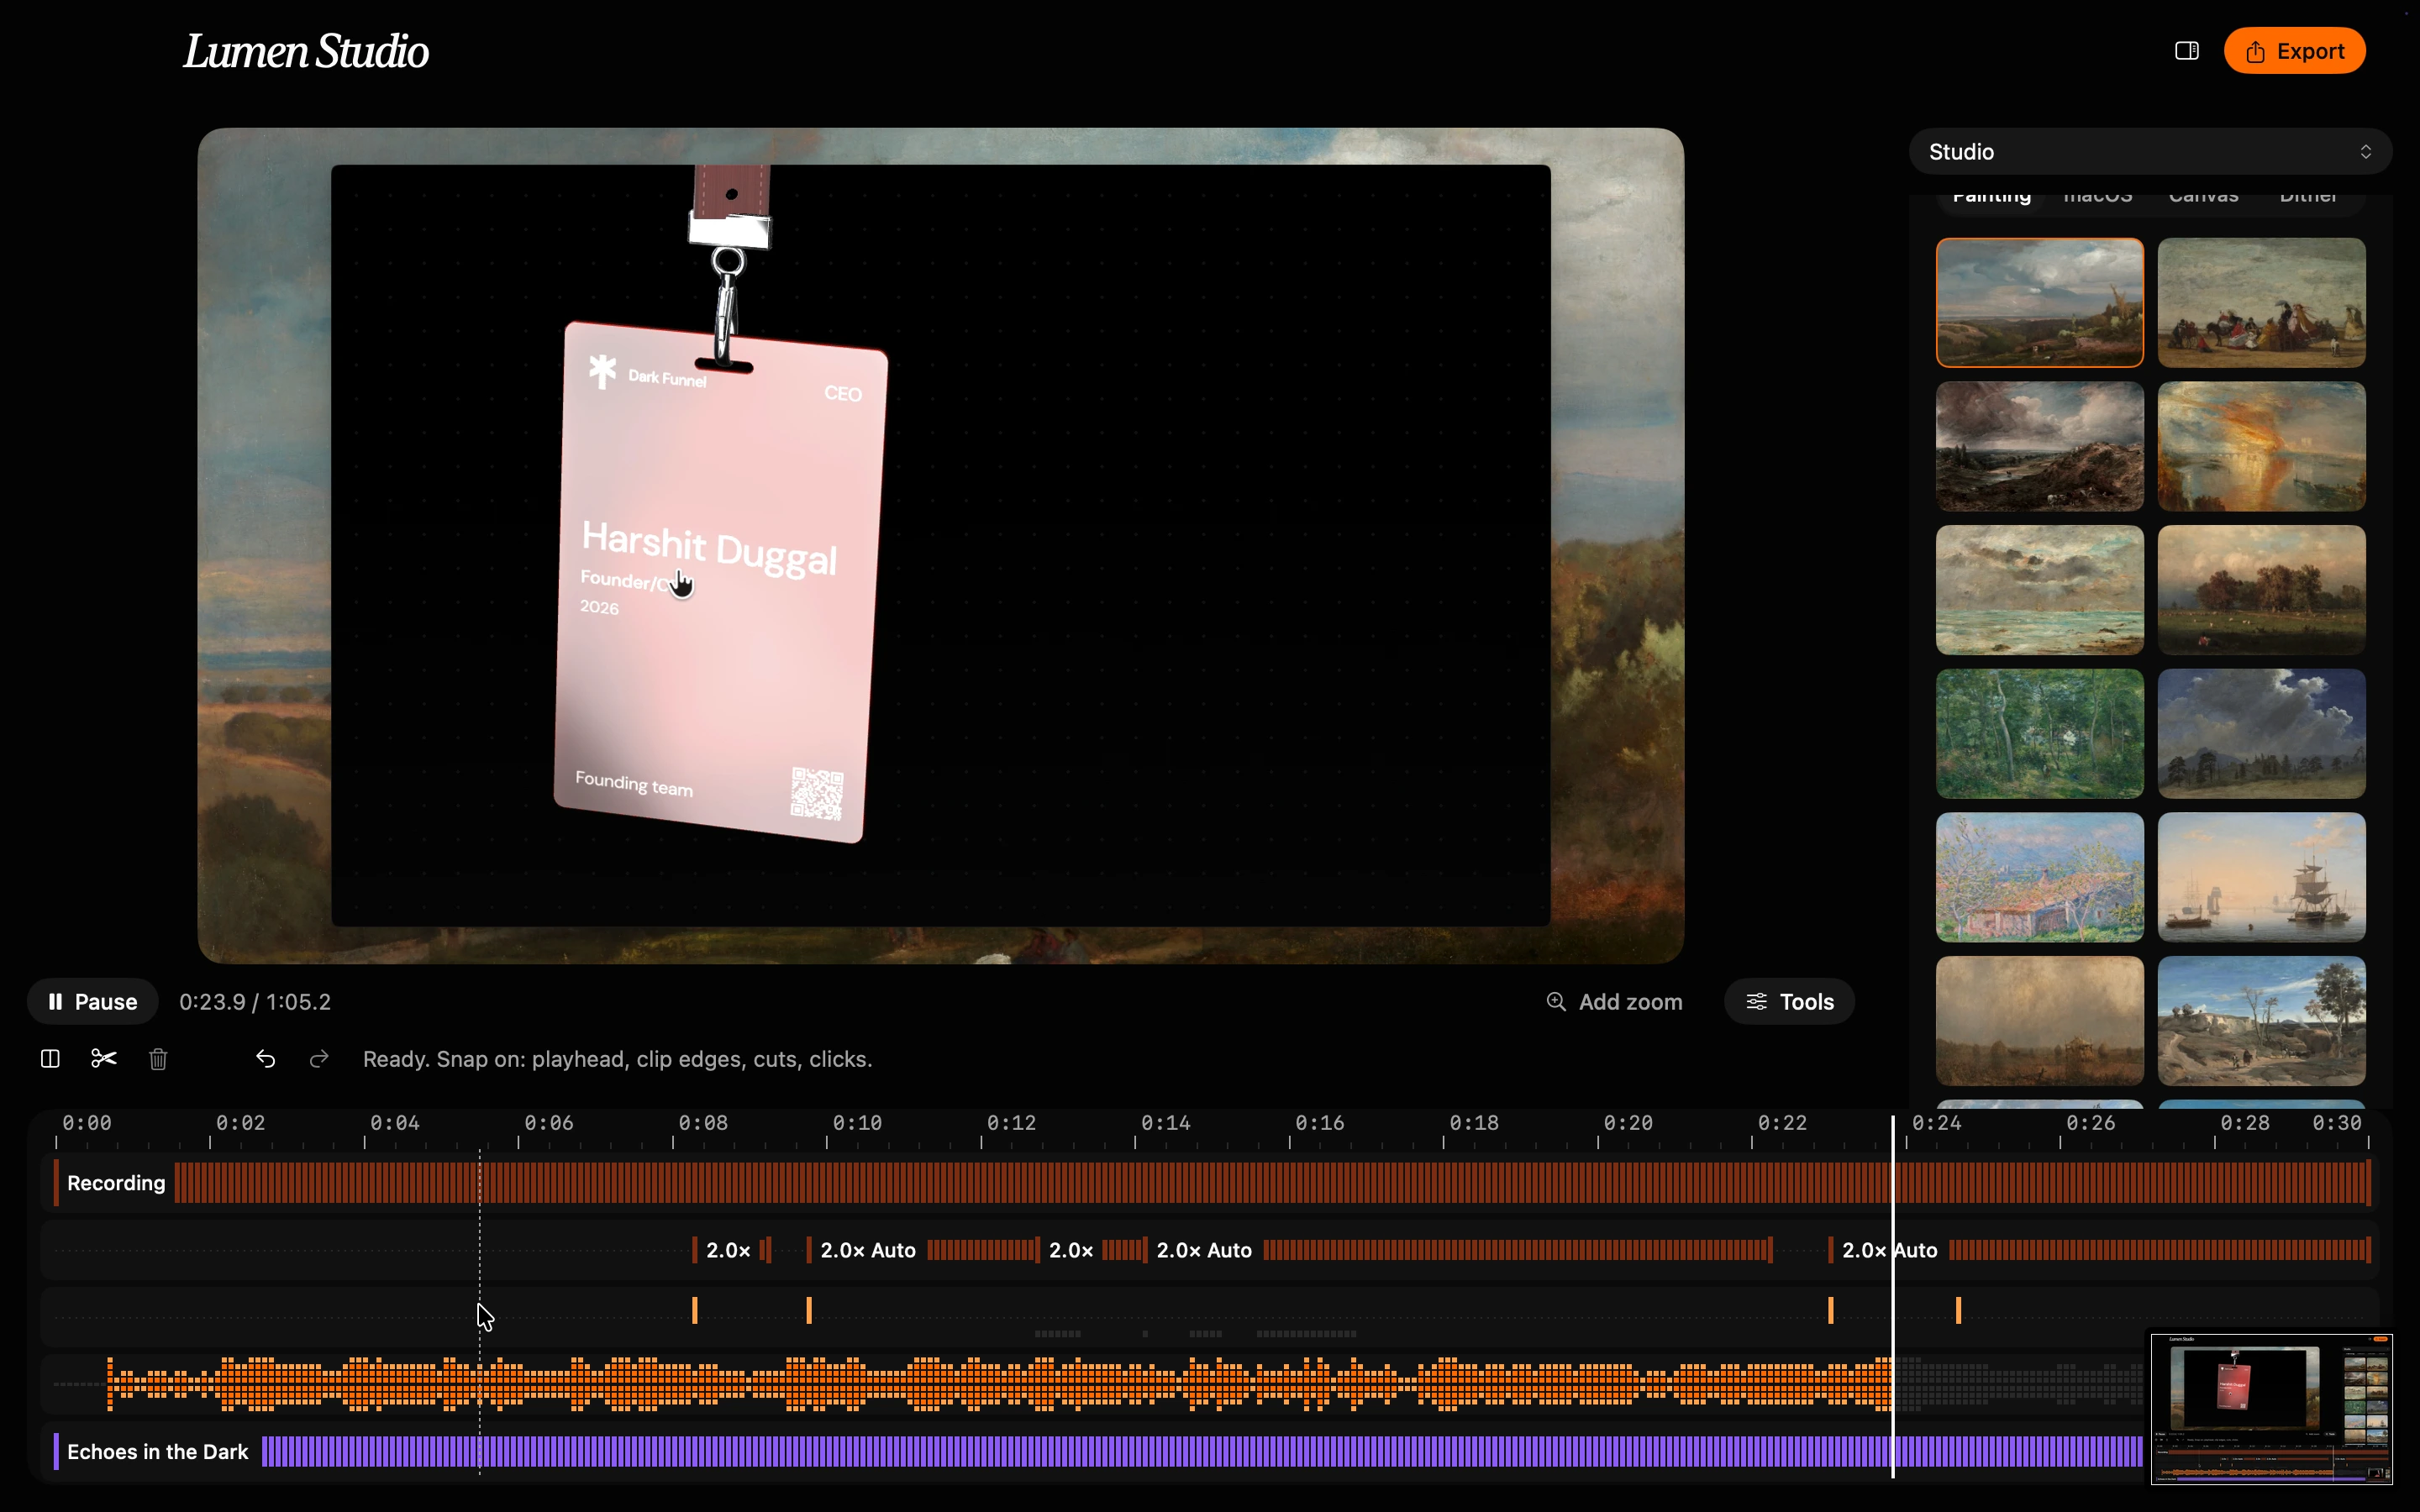 Lumen Studio
Export
Studio
Painting macOS Canvas Dither
Dark Funnel
CEO
Harshit Duggal
2026
Founding team
Pause 0:23.9 / 1:05.2
Add zoom
Tools
Ready. Snap on: playhead, clip edges, cuts, clicks.
0:00 0:02 0:04 0:06 0:08 0:10 0:12 0:14 0:16 0:18 0:20 0:22 0:24 0:26 0:28 0:30
Recording
2.0× 2.0× Auto 2.0× 2.0× Auto 2.0× Auto
Echoes in the Dark